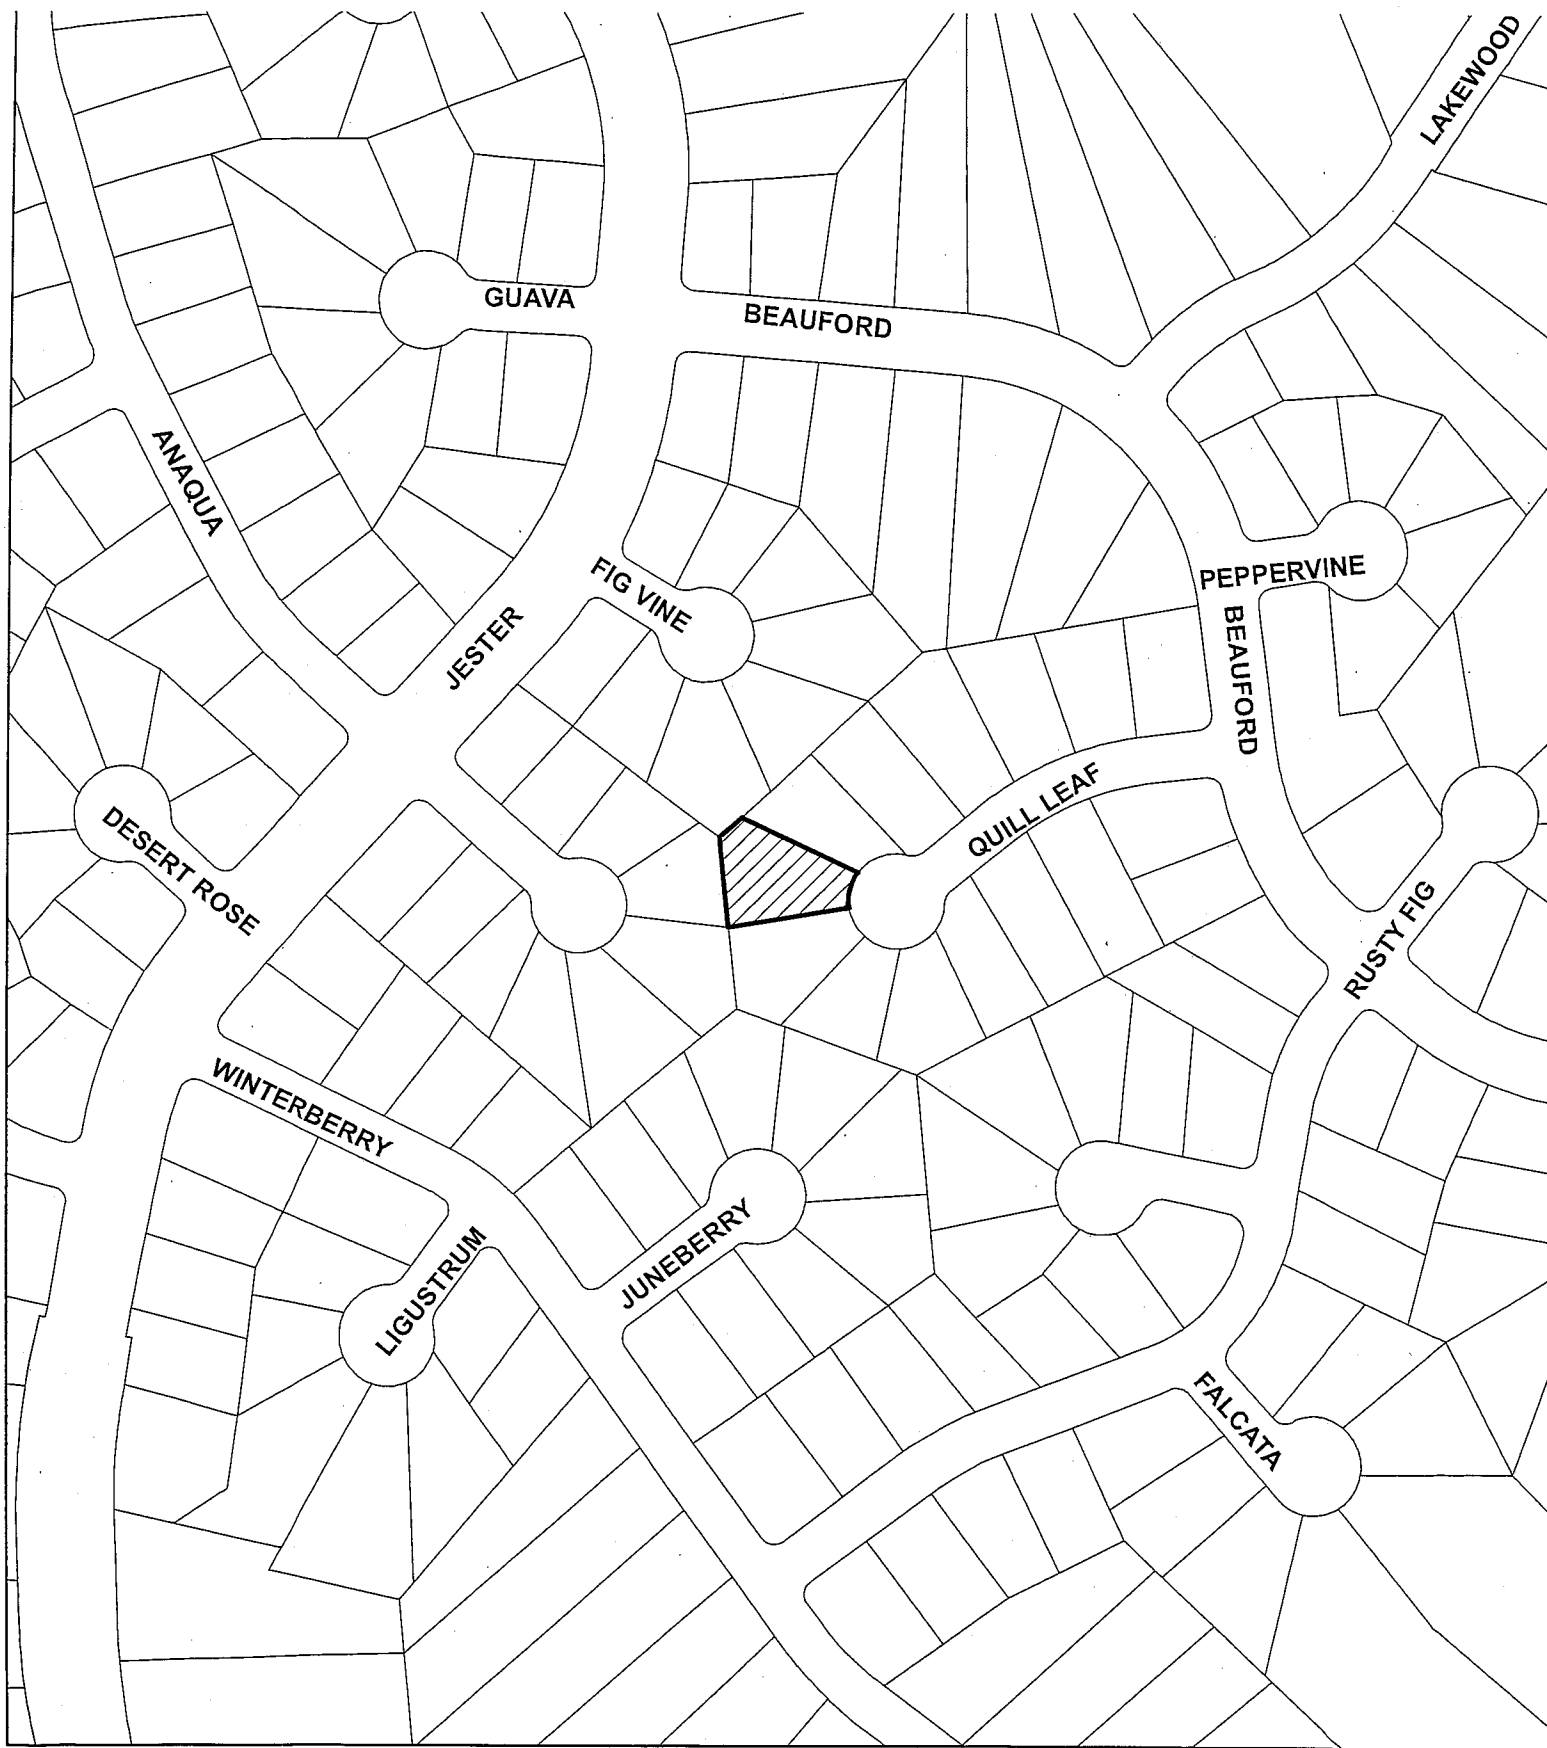 LAKEWOOD
GUAVA
BEAUFORD
ANAQUA
FIG VINE
PEPPERVINE
JESTER
BEAUFORD
QUILL LEAF
DESERT ROSE
RUSTY FIG
WINTERBERRY
JUNEBERRY
LIGUSTRUM
FALCATA